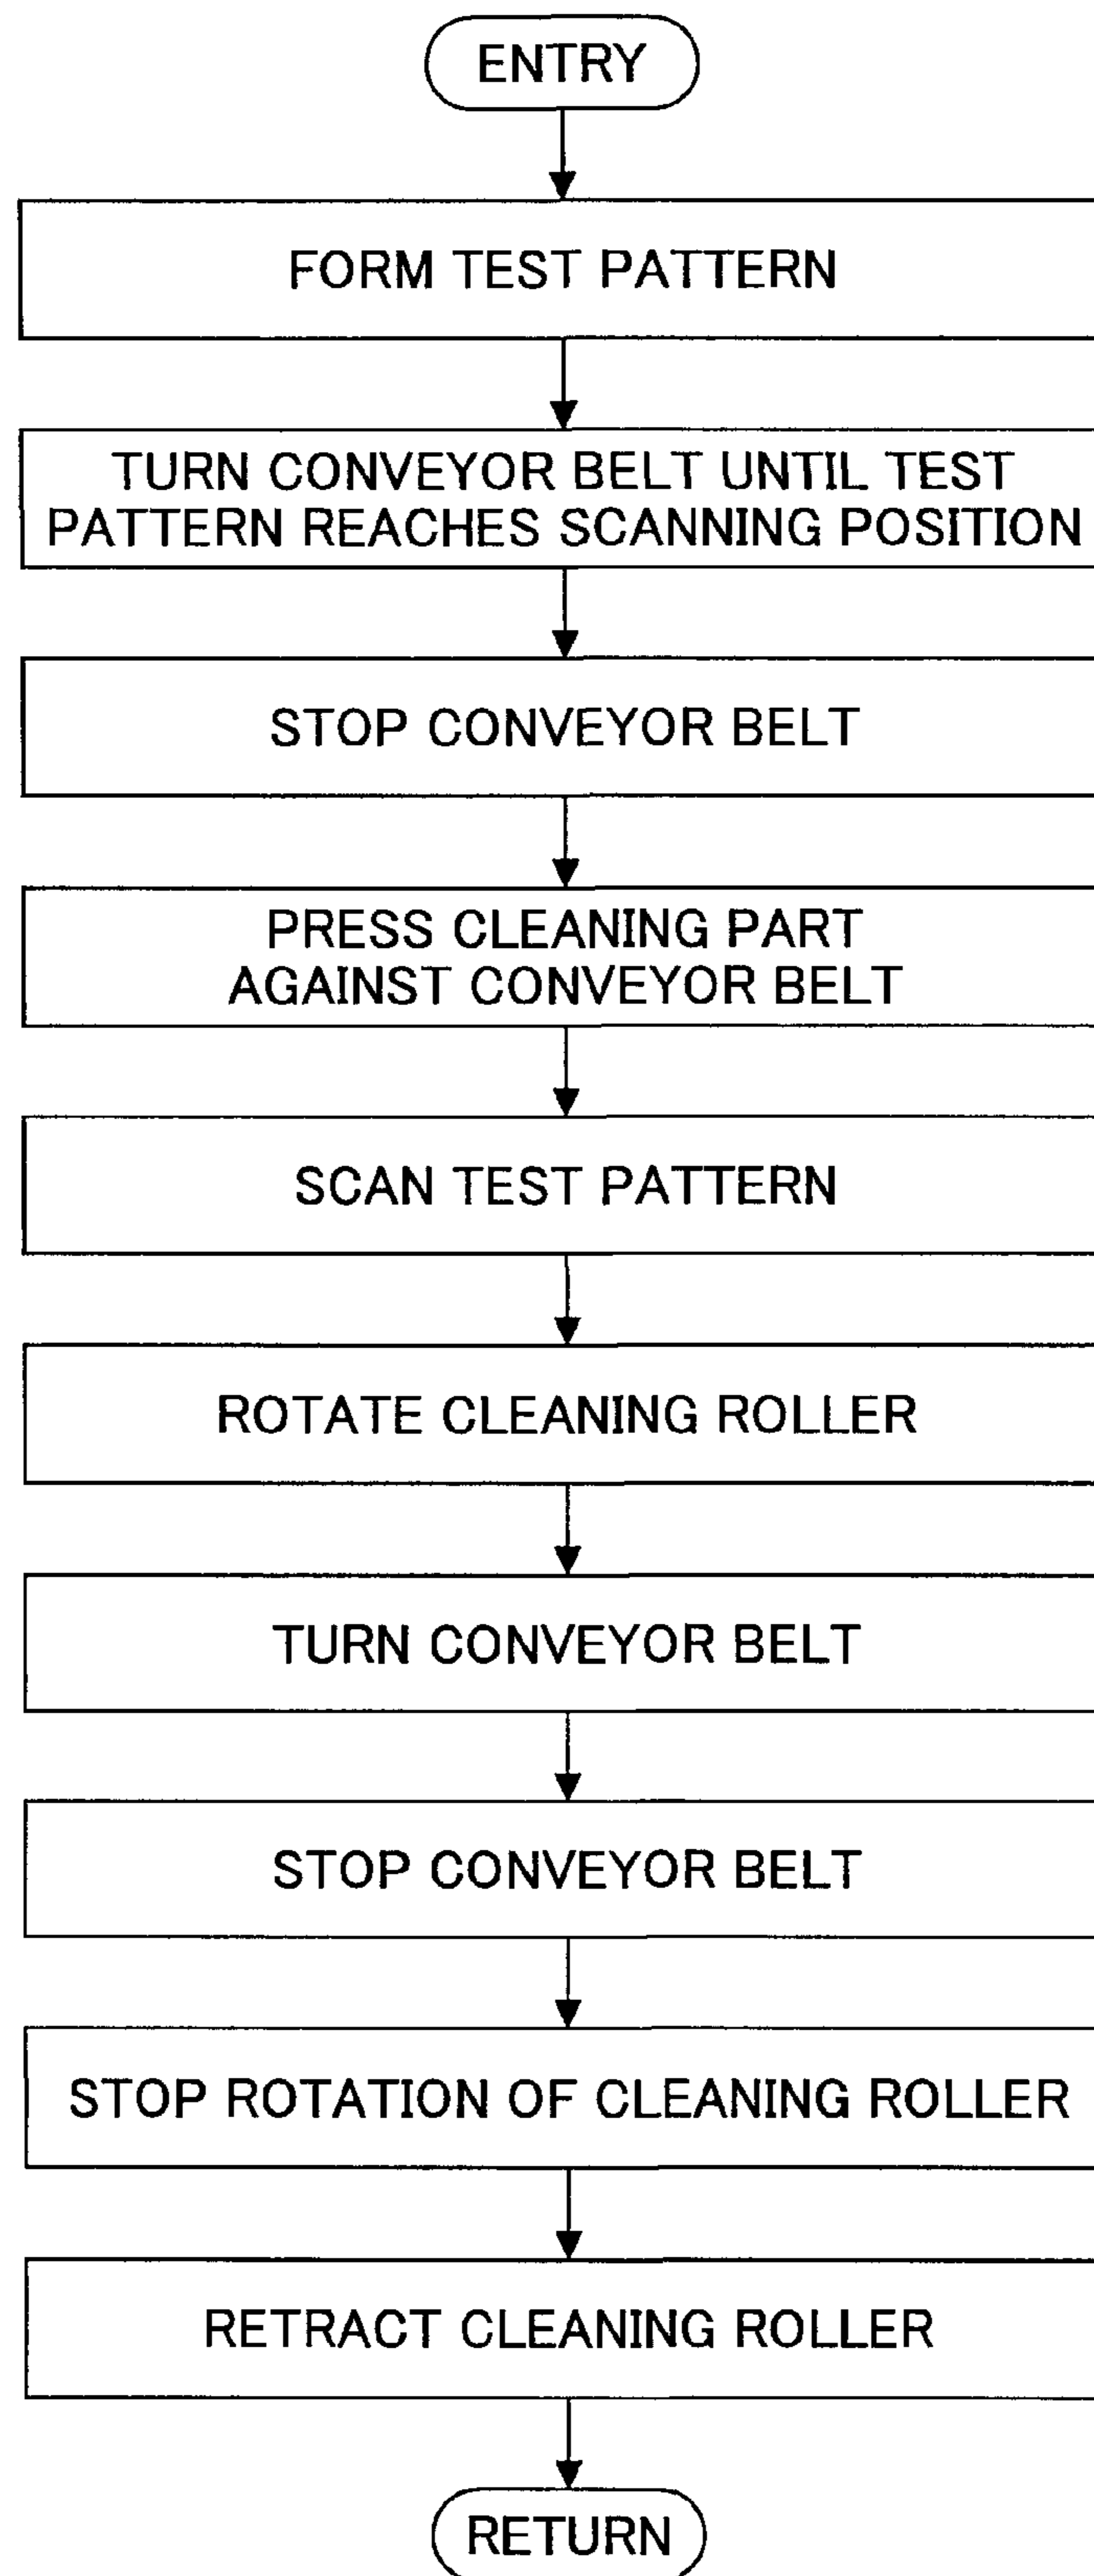 ENTRY
FORM TEST PATTERN
TURN CONVEYOR BELT UNTIL TEST
PATTERN REACHES SCANNING POSITION
STOP CONVEYOR BELT
PRESS CLEANING PART
AGAINST CONVEYOR BELT
SCAN TEST PATTERN
ROTATE CLEANING ROLLER
TURN CONVEYOR BELT
STOP CONVEYOR BELT
STOP ROTATION OF CLEANING ROLLER
RETRACT CLEANING ROLLER
RETURN